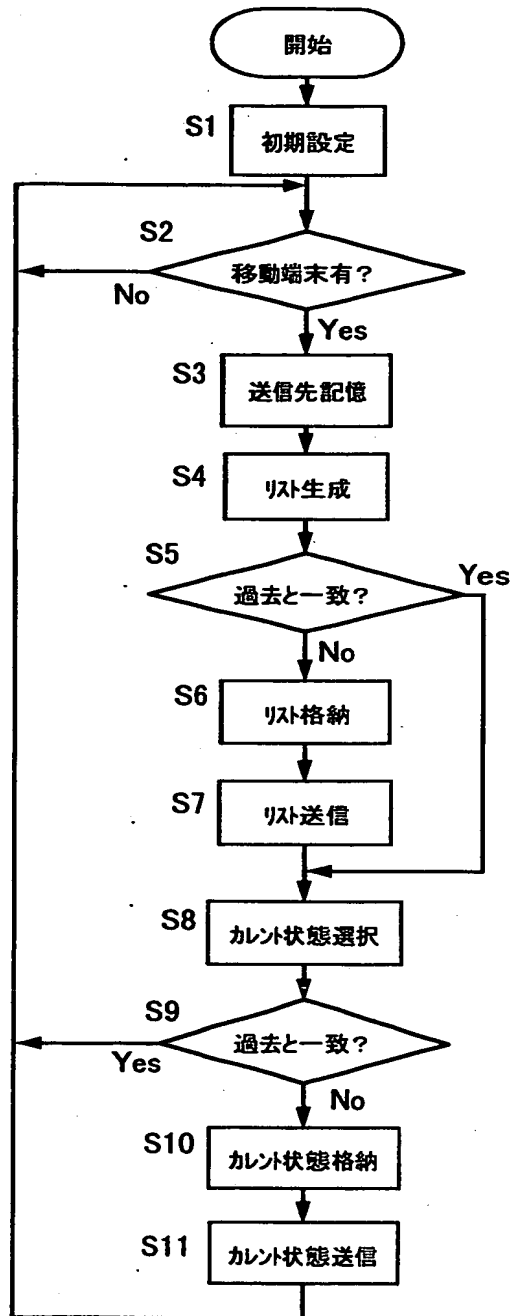 開始
S1
初期設定
S2
移動端末有?
No
Yes
S3
送信先記憶
S4
リスト生成
S5
過去と一致?
Yes
No
S6
リスト格納
S7
リスト送信
S8
カレント状態選択
S9
過去と一致?
Yes
No
S10
カレント状態格納
S11
カレント状態送信